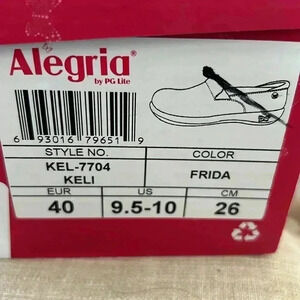 Alegria®
by PG Lite
6 93016 79651 9
STYLE NO. COLOR
KEL-7704
KELI FRIDA
EUR US CM
40 9.5-10 26